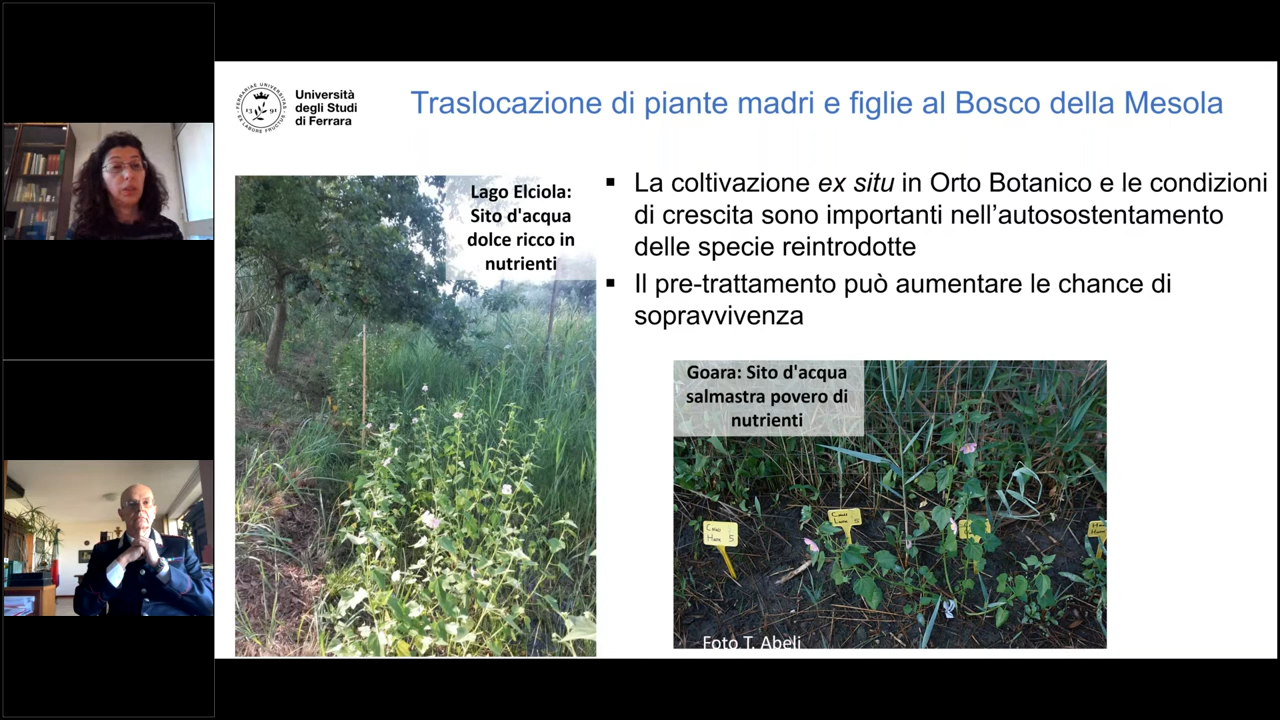 Università
degli Studi
di Ferrara
Traslocazione di piante madri e figlie al Bosco della Mesola
Lago Elciola:
Sito d'acqua
dolce ricco in
nutrienti
▪ La coltivazione ex situ in Orto Botanico e le condizioni
di crescita sono importanti nell’autosostentamento
delle specie reintrodotte
▪ Il pre-trattamento può aumentare le chance di
sopravvivenza
Goara: Sito d'acqua
salmastra povero di
nutrienti
Foto T. Abeli